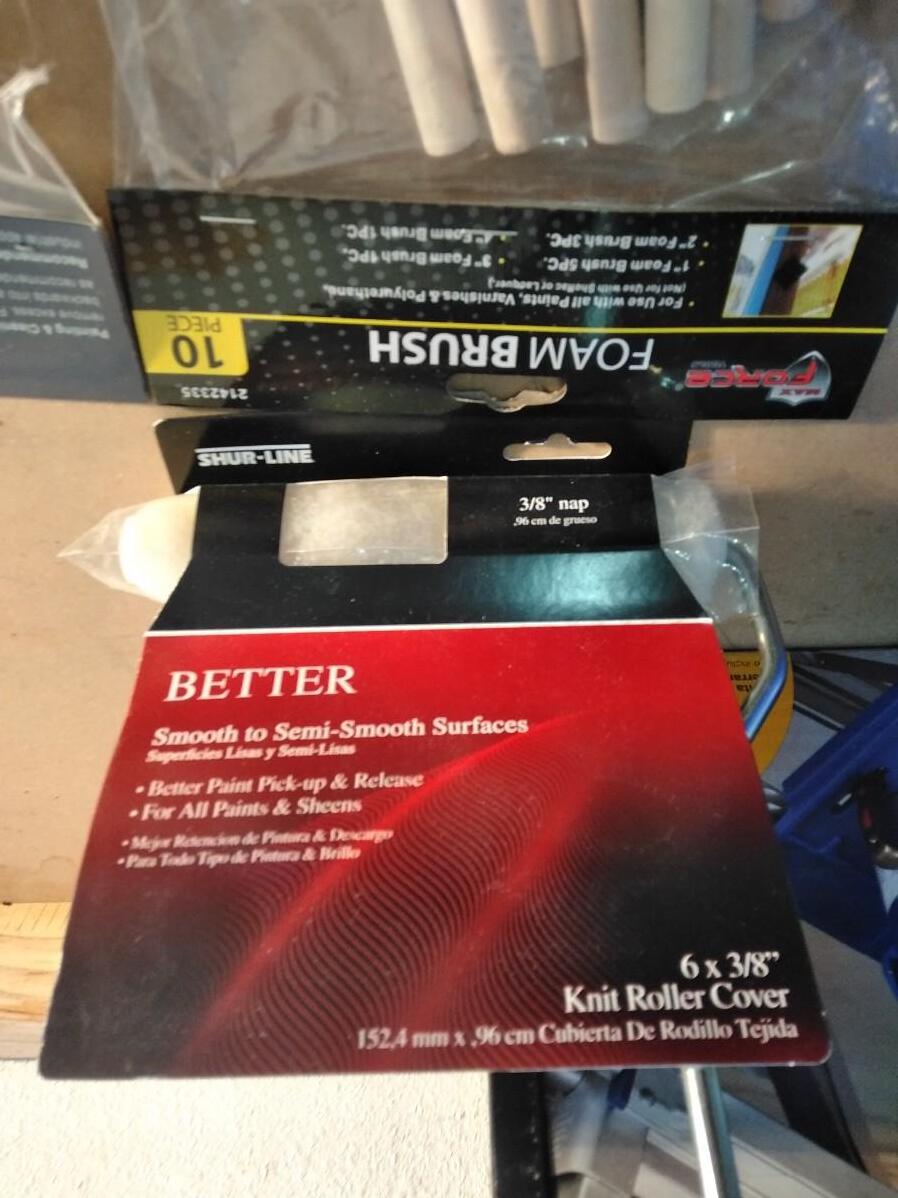 2142335
10
PIECE
MAX
FORCE
FOAM BRUSH
• For Use with all Paints, Varnishes & Polyurethane.
(Not for Use with Shellac or Lacquer.)
• 1" Foam Brush 5PC.
• 2" Foam Brush 3PC.
• 3" Foam Brush 1PC.
• 4" Foam Brush 1PC.
SHUR-LINE
3/8" nap
.96 cm de grueso
BETTER
Smooth to Semi-Smooth Surfaces
Superficies Lisas y Semi-Lisas
• Better Paint Pick-up & Release
• For All Paints & Sheens
• Mejor Retencion de Pintura & Descargo
• Para Todo Tipo de Pintura & Brillo
6 x 3/8”
Knit Roller Cover
152,4 mm x ,96 cm Cubierta De Rodillo Tejida